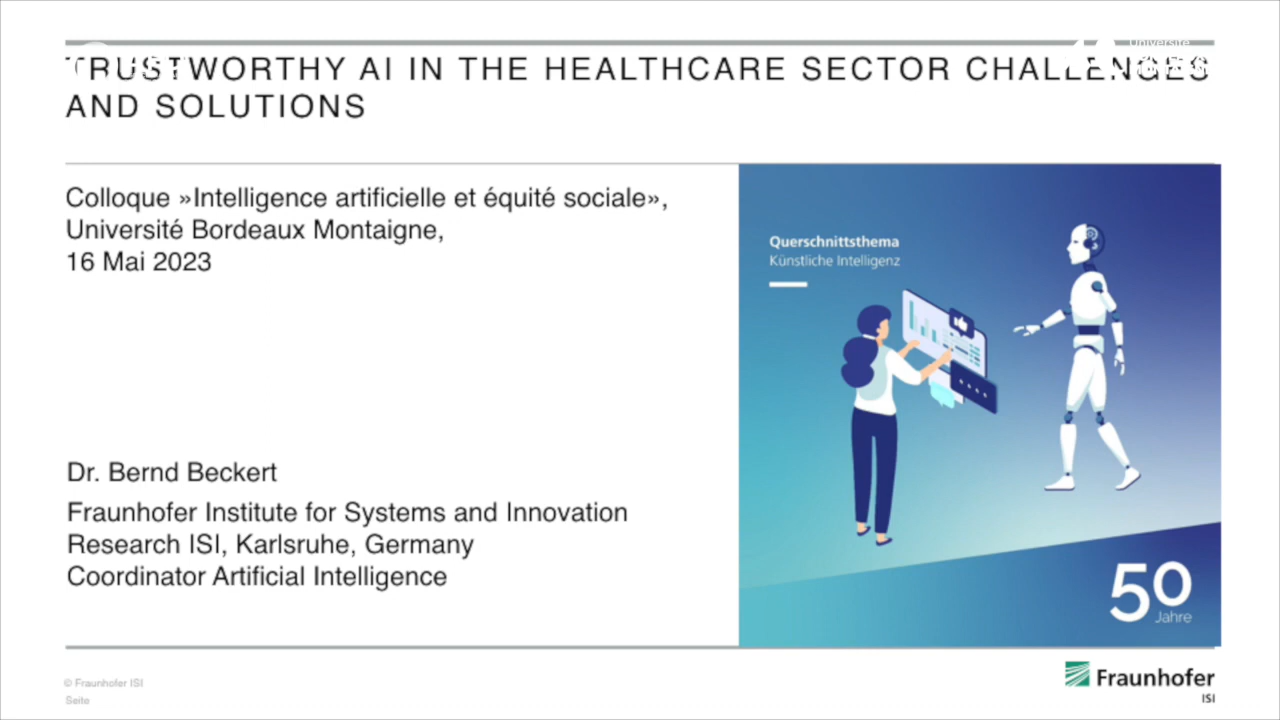 TRUSTWORTHY AI IN THE HEALTHCARE SECTOR CHALLENGES
AND SOLUTIONS
Université
Colloque »Intelligence artificielle et équité sociale»,
Université Bordeaux Montaigne,
16 Mai 2023
Querschnittsthema
Künstliche Intelligenz
Dr. Bernd Beckert
Fraunhofer Institute for Systems and Innovation
Research ISI, Karlsruhe, Germany
Coordinator Artificial Intelligence
50
Jahre
© Fraunhofer ISI
Seite
Fraunhofer
ISI